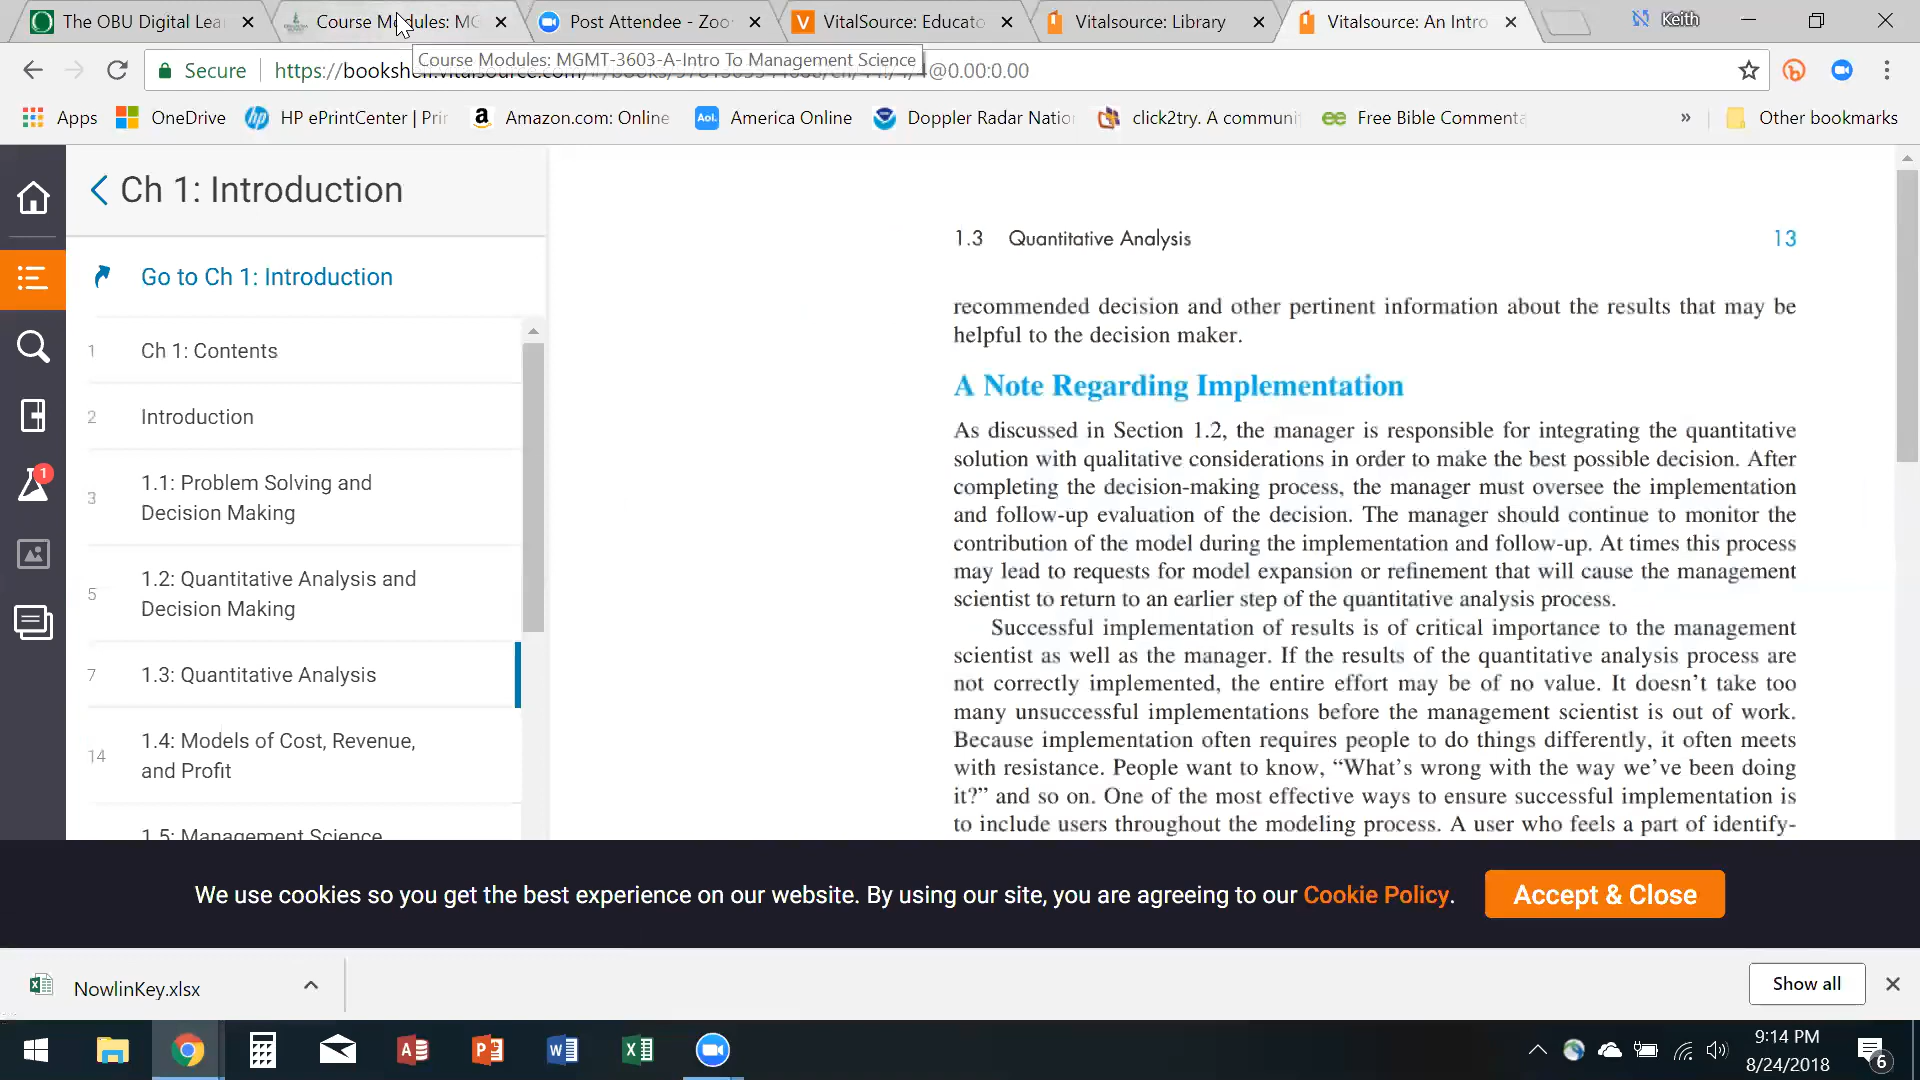 The OBU Digital Lea
Course Modules: MG
Post Attendee - Zoo
VitalSource: Educato
Vitalsource: Library
Vitalsource: An Intro
Keith
Course Modules: MGMT-3603-A-Intro To Management Science
Secure
@0.00:0.00
Apps
OneDrive
HP ePrintCenter | Prin
Amazon.com: Online
Aol.
America Online
Doppler Radar Nation
click2try. A communi
Free Bible Commenta
»
Other bookmarks
Ch 1: Introduction
Go to Ch 1: Introduction
1 Ch 1: Contents
2 Introduction
3 1.1: Problem Solving and
Decision Making
5 1.2: Quantitative Analysis and
Decision Making
7 1.3: Quantitative Analysis
14 1.4: Models of Cost, Revenue,
and Profit
1.5: Management Science
1
1.3 Quantitative Analysis 13
recommended decision and other pertinent information about the results that may be
helpful to the decision maker.
A Note Regarding Implementation
As discussed in Section 1.2, the manager is responsible for integrating the quantitative
solution with qualitative considerations in order to make the best possible decision. After
completing the decision-making process, the manager must oversee the implementation
and follow-up evaluation of the decision. The manager should continue to monitor the
contribution of the model during the implementation and follow-up. At times this process
may lead to requests for model expansion or refinement that will cause the management
scientist to return to an earlier step of the quantitative analysis process.
Successful implementation of results is of critical importance to the management
scientist as well as the manager. If the results of the quantitative analysis process are
not correctly implemented, the entire effort may be of no value. It doesn't take too
many unsuccessful implementations before the management scientist is out of work.
Because implementation often requires people to do things differently, it often meets
with resistance. People want to know, “What's wrong with the way we've been doing
it?” and so on. One of the most effective ways to ensure successful implementation is
to include users throughout the modeling process. A user who feels a part of identify-
We use cookies so you get the best experience on our website. By using our site, you are agreeing to our Cookie Policy.
Accept & Close
NowlinKey.xlsx
Show all
9:14 PM
8/24/2018
6